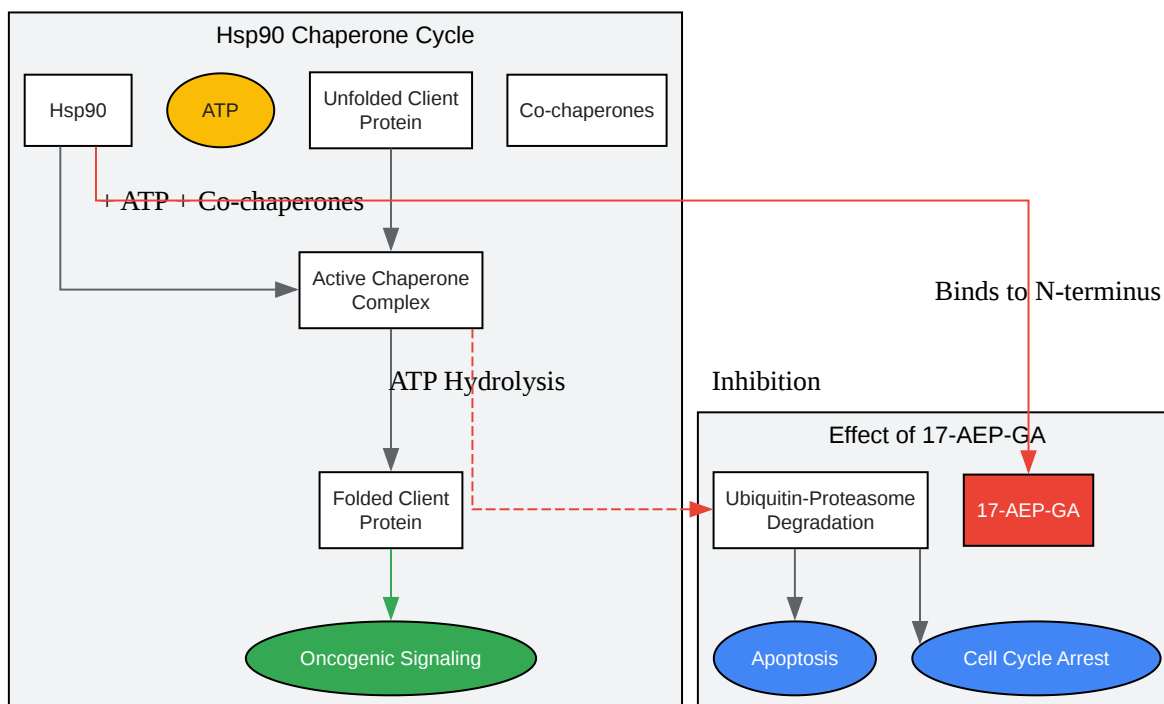 Hsp90 Chaperone Cycle
Hsp90
ATP
Unfolded Client
Protein
Co-chaperones
+ ATP + Co-chaperones
Active Chaperone
Complex
Binds to N-terminus
ATP Hydrolysis
Inhibition
Effect of 17-AEP-GA
Folded Client
Protein
Ubiquitin-Proteasome
Degradation
17-AEP-GA
Oncogenic Signaling
Apoptosis
Cell Cycle Arrest